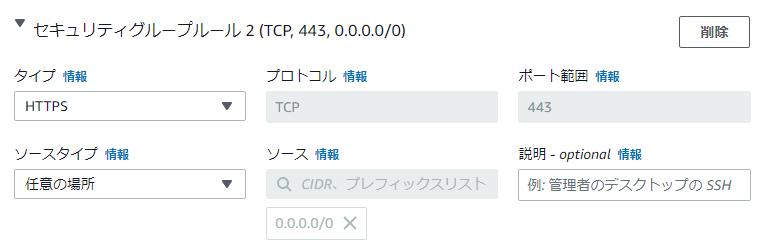 セキュリティグループルール 2 (TCP, 443, 0.0.0.0/0)
削除
タイプ 情報
プロトコル 情報
ポート範囲 情報
HTTPS
TCP
443
ソースタイプ 情報
ソース 情報
説明 - optional 情報
任意の場所
CIDR、プレフィックスリスト
例: 管理者のデスクトップの SSH
0.0.0.0/0